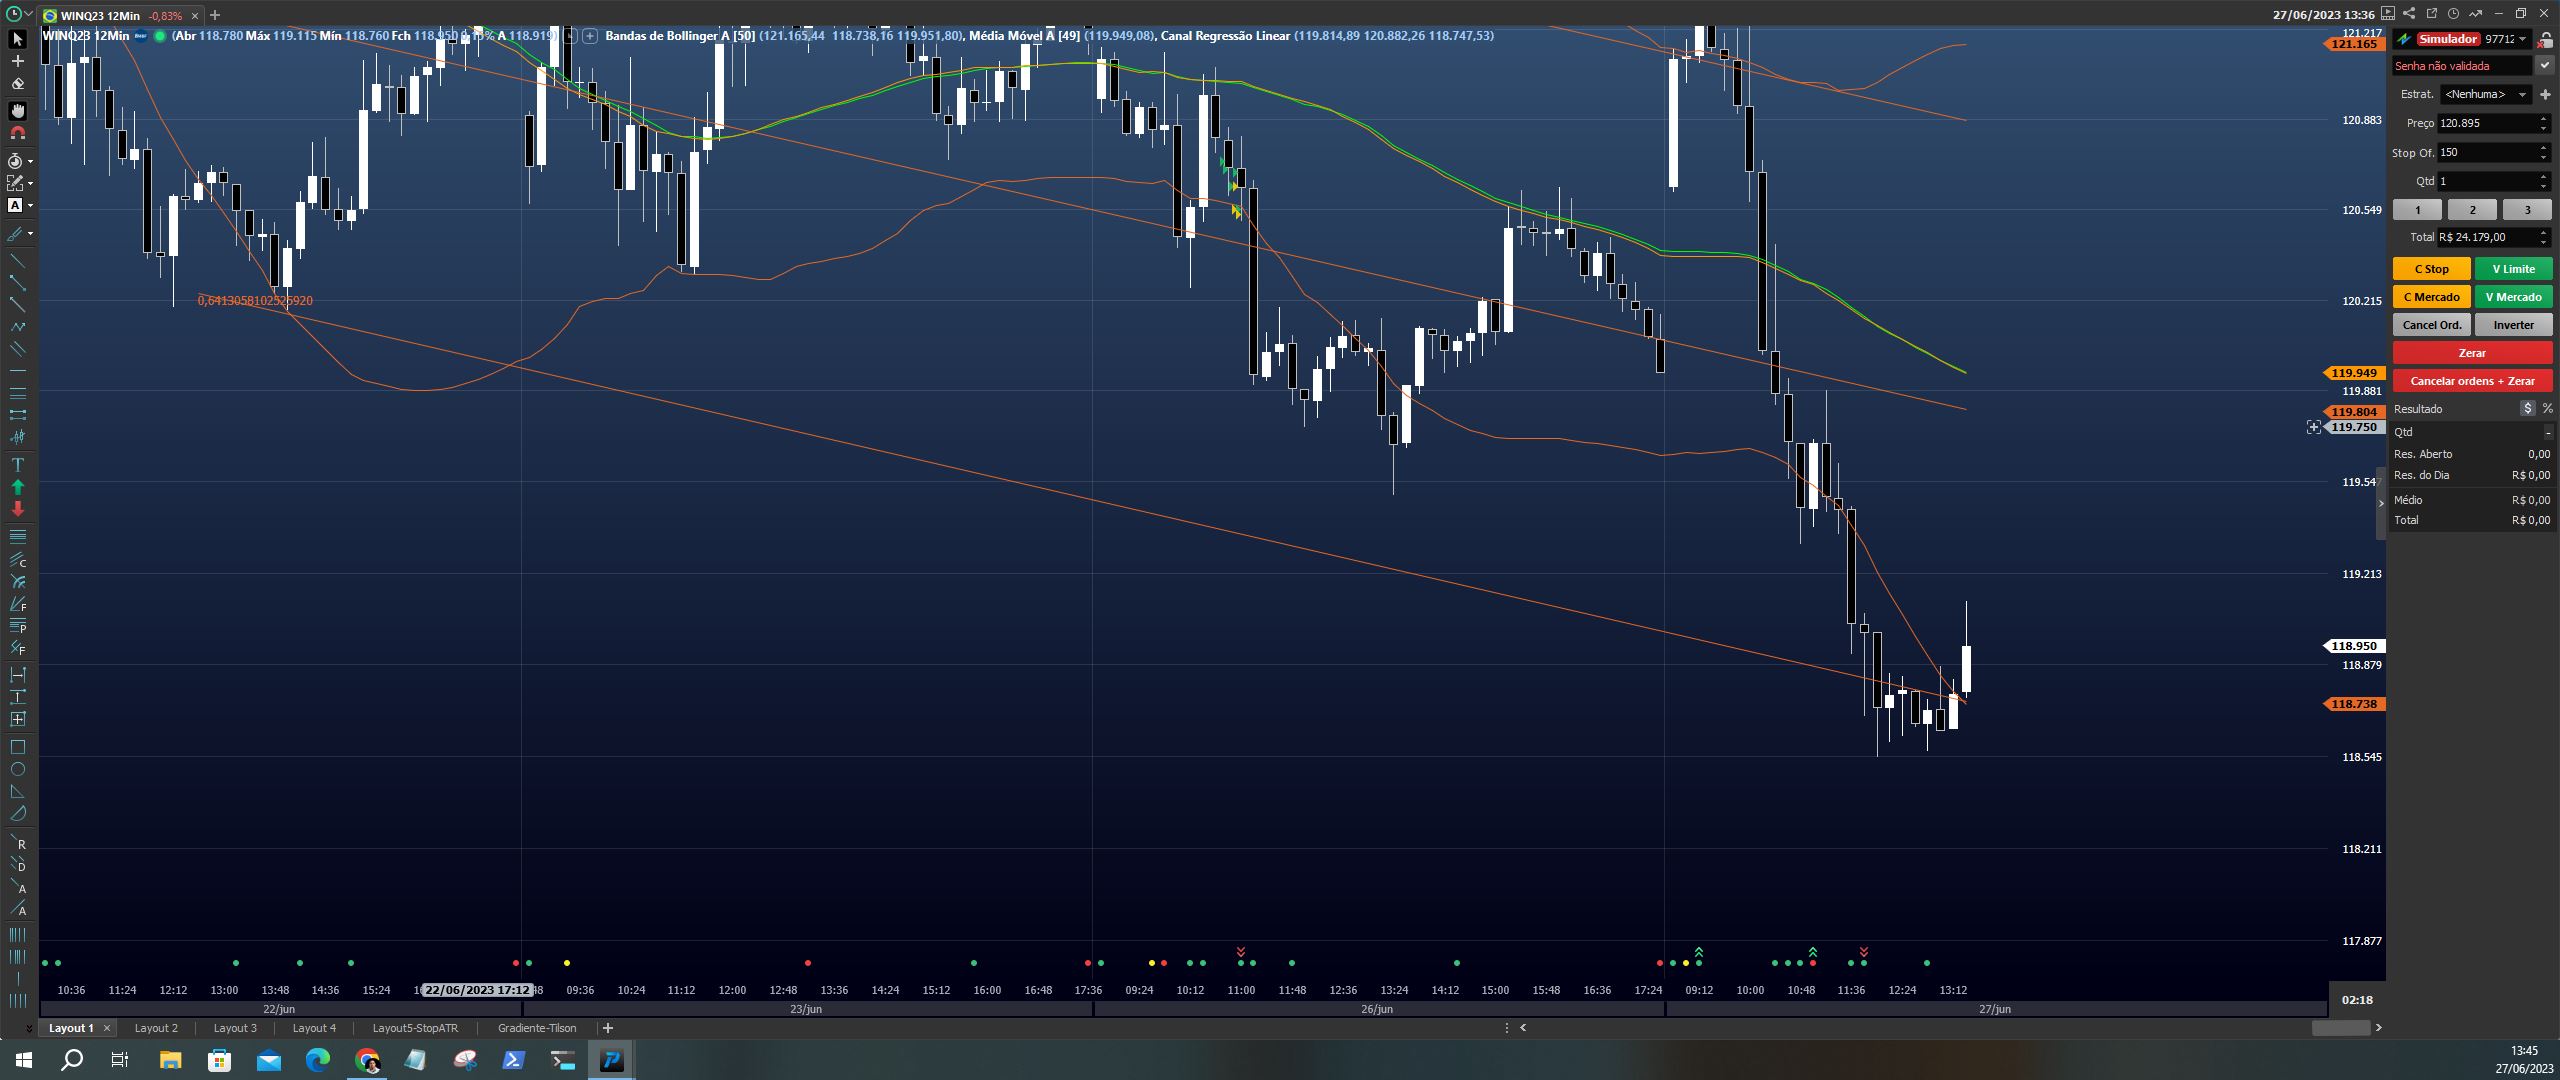 WINQ23 12Min -0,83%
27/06/2023 13:36
WINQ23 12Min (Abr 118.780 Máx 119.115 Mín 118.760 Fch 118.950 0,15% A 118.919) Bandas de Bollinger A [50] (121.165,44 118.738,16 119.951,80), Média Móvel A [49] (119.949,08), Canal Regressão Linear (119.814,89 120.882,26 118.747,53)
121.217
121.165
120.883
120.549
120.215
119.949
119.881
119.804
119.750
119.547
119.213
118.950
118.879
118.738
118.545
118.211
117.877
0,6413058102525920
Simulador 97712
Senha não validada
Estrat. <Nenhuma>
Preço 120.895
Stop Of. 150
Qtd 1
1 2 3
Total R$ 24.179,00
C Stop V Limite
C Mercado V Mercado
Cancel Ord. Inverter
Zerar
Cancelar ordens + Zerar
Resultado $ %
Qtd -
Res. Aberto 0,00
Res. do Dia R$ 0,00
Médio R$ 0,00
Total R$ 0,00
10:36 11:24 12:12 13:00 13:48 14:36 15:24 22/06/2023 17:12 09:36 10:24 11:12 12:00 12:48 13:36 14:24 15:12 16:00 16:48 17:36 09:24 10:12 11:00 11:48 12:36 13:24 14:12 15:00 15:48 16:36 17:24 09:12 10:00 10:48 11:36 12:24 13:12
02:18
22/jun 23/jun 26/jun 27/jun
Layout 1 Layout 2 Layout 3 Layout 4 Layout5-StopATR Gradiente-Tilson
13:45
27/06/2023